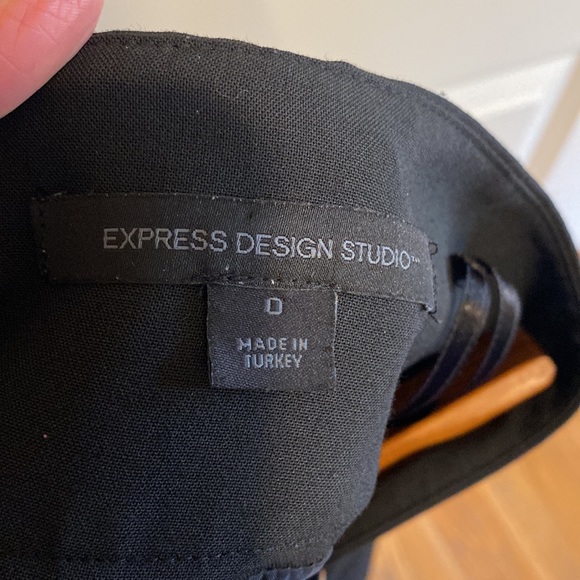 EXPRESS DESIGN STUDIO™
0
MADE IN
TURKEY